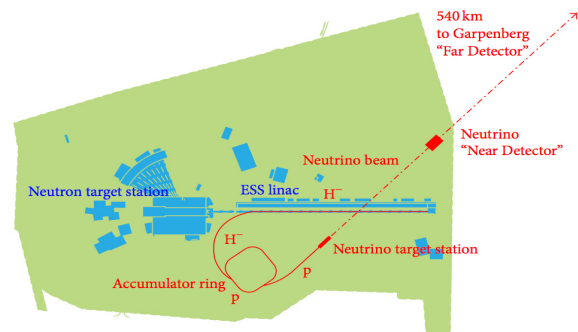 540 km
to Garpenberg
“Far Detector”
Neutrino
“Near Detector”
Neutrino beam
Neutron target station
ESS linac
H−
H−
Neutrino target station
Accumulator ring
p
p